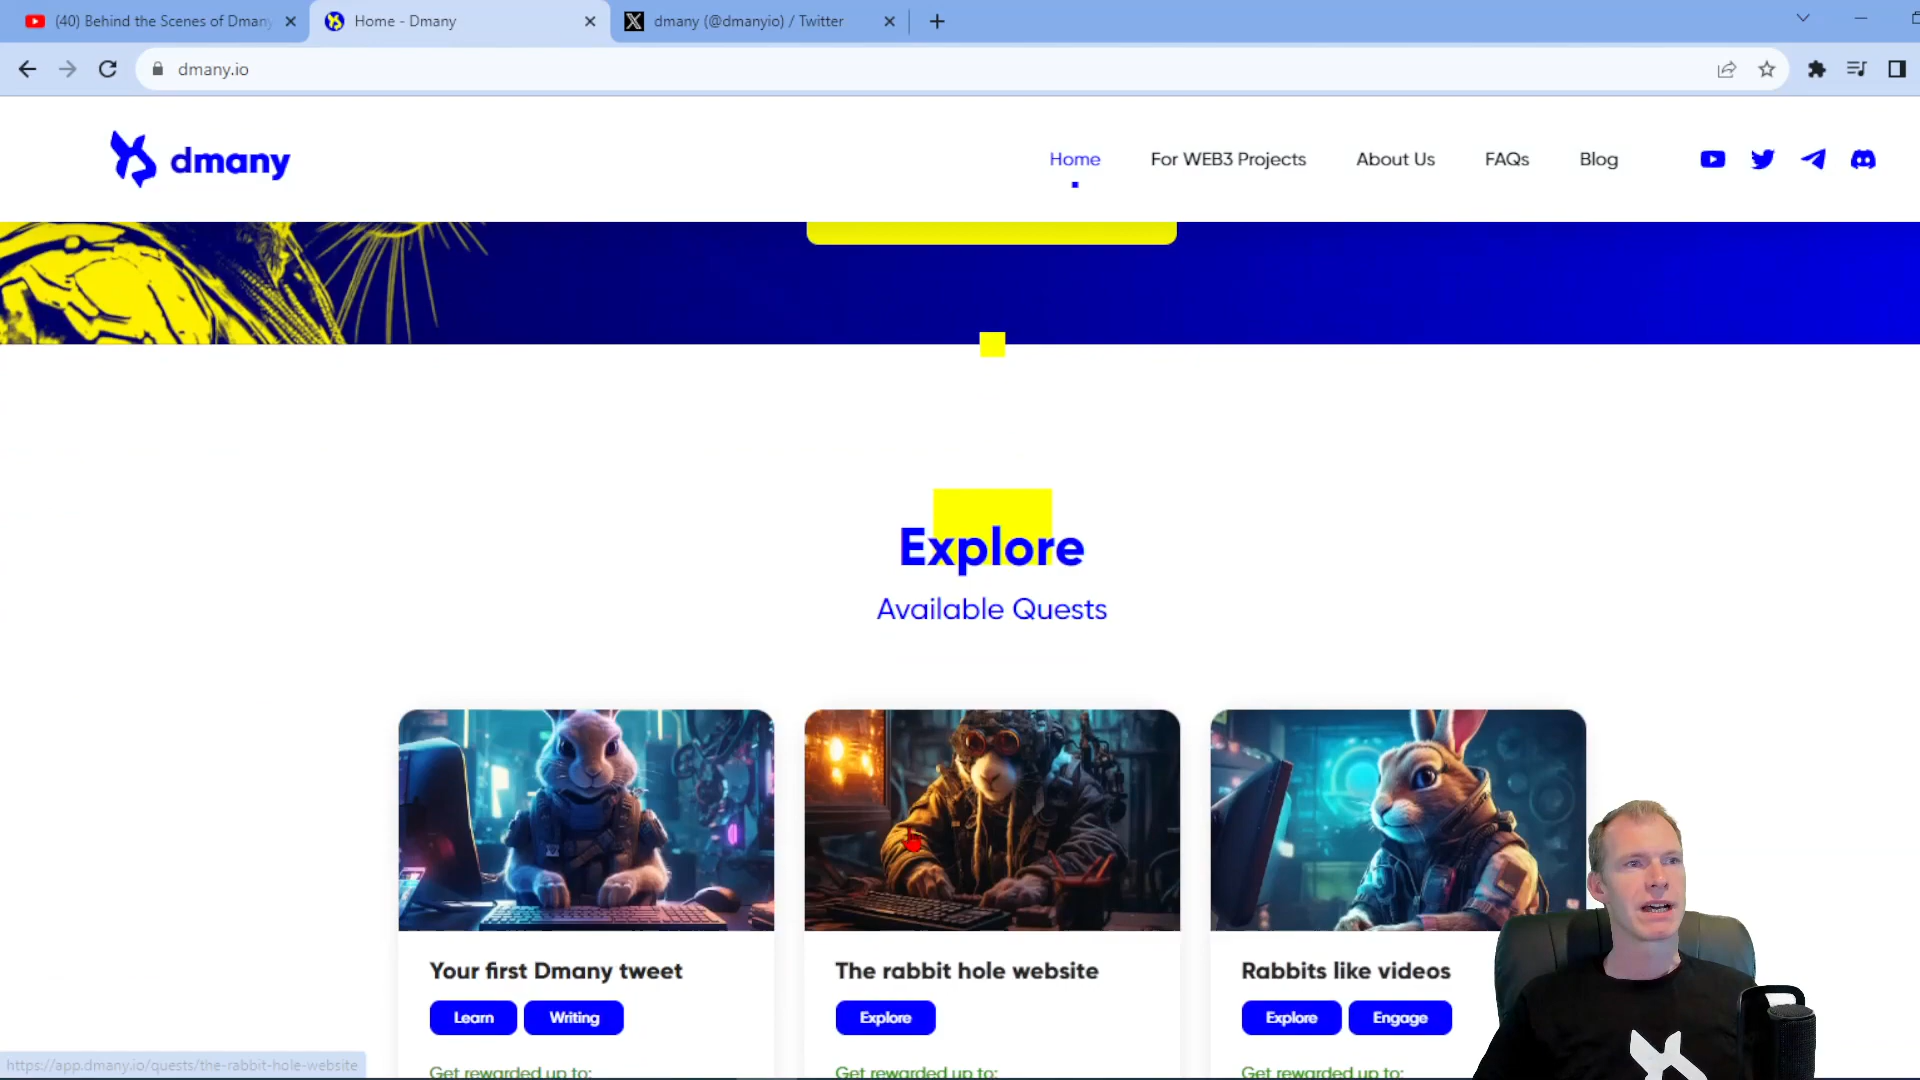 (40) Behind the Scenes of Dmany
Home - Dmany
dmany (@dmanyio) / Twitter
dmany.io
dmany
Home
For WEB3 Projects
About Us
FAQs
Blog
Explore
Available Quests
Your first Dmany tweet
The rabbit hole website
Rabbits like videos
Learn
Writing
Explore
Explore
Engage
Get rewarded up to:
Get rewarded up to:
Get rewarded up to:
https://app.dmany.io/quests/the-rabbit-hole-website